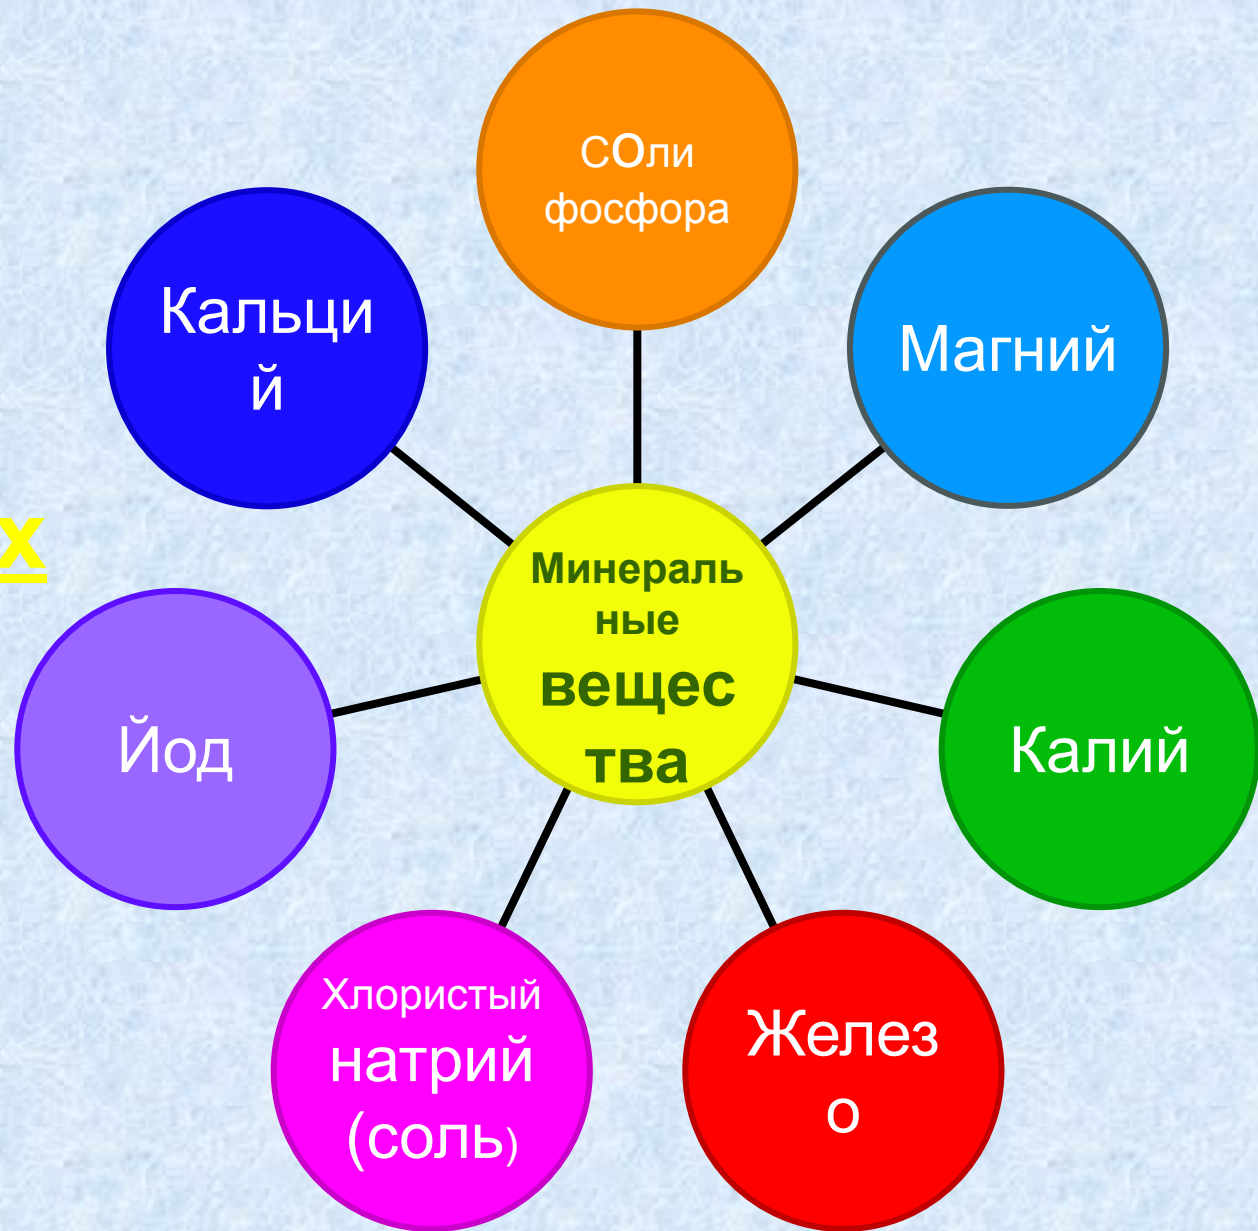 СОли
фосфора
Кальци
й
Магний
х
Минераль
ные
вещес
тва
Йод
Калий
Хлористый
натрий
(соль)
Желез
о